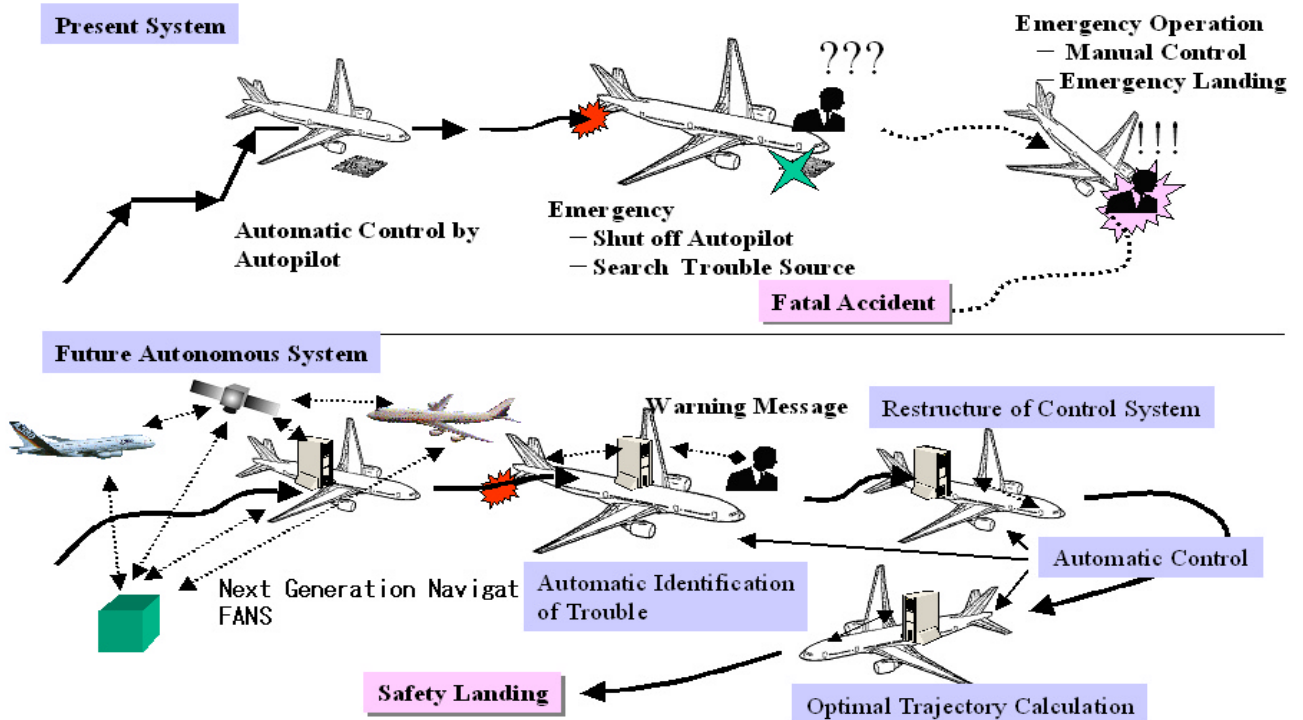 Present System
???
Emergency Operation
– Manual Control
– Emergency Landing
!!!
Automatic Control by
Autopilot
Emergency
– Shut off Autopilot
– Search Trouble Source
Fatal Accident
Future Autonomous System
Warning Message
Restructure of Control System
Automatic Control
Next Generation Navigat
FANS
Automatic Identification
of Trouble
Safety Landing
Optimal Trajectory Calculation